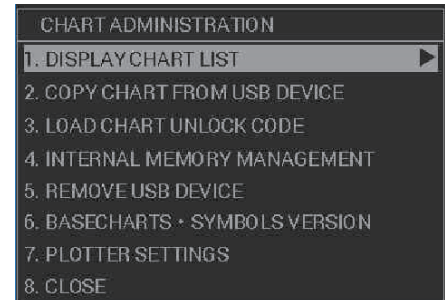 CHART ADMINISTRATION
1. DISPLAY CHART LIST
2. COPY CHART FROM USB DEVICE
3. LOAD CHART UNLOCK CODE
4. INTERNAL MEMORY MANAGEMENT
5. REMOVE USB DEVICE
6. BASECHARTS・SYMBOLS VERSION
7. PLOTTER SETTINGS
8. CLOSE